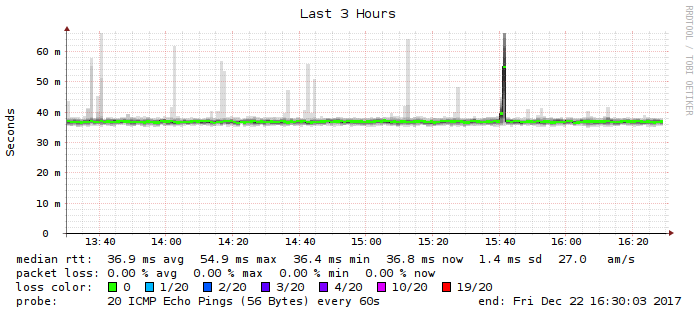 Last 3 Hours
RRDTOOL / TOBI OETIKER
Seconds
60 m
50 m
40 m
30 m
20 m
10 m
0
13:40 14:00 14:20 14:40 15:00 15:20 15:40 16:00 16:20
median rtt: 36.9 ms avg 54.9 ms max 36.4 ms min 36.8 ms now 1.4 ms sd 27.0 am/s
packet loss: 0.00 % avg 0.00 % max 0.00 % min 0.00 % now
loss color: 0 1/20 2/20 3/20 4/20 10/20 19/20
probe: 20 ICMP Echo Pings (56 Bytes) every 60s end: Fri Dec 22 16:30:03 2017